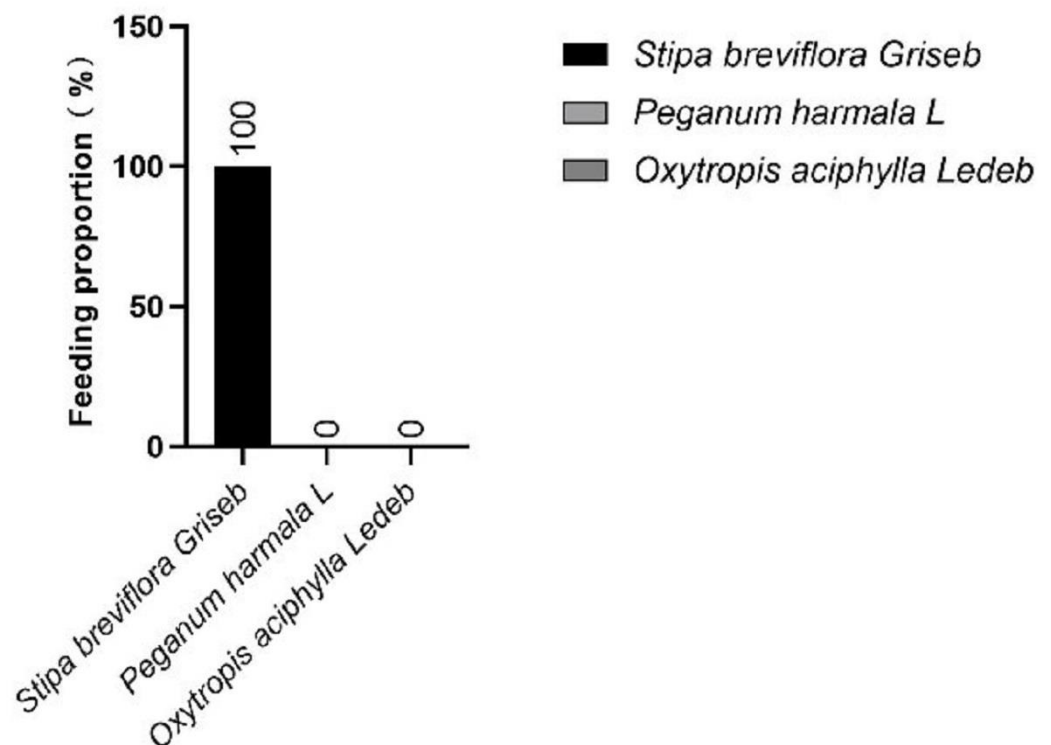 Feeding proportion ( %)
150
100
50
0
100
0
0
Stipa breviflora Griseb
Peganum harmala L
Oxytropis aciphylla Ledeb
Stipa breviflora Griseb
Peganum harmala L
Oxytropis aciphylla Ledeb